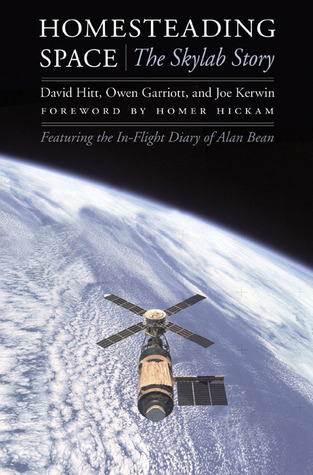 HOMESTEADING
SPACE | The Skylab Story
David Hitt, Owen Garriott, and Joe Kerwin
FOREWORD BY HOMER HICKAM
Featuring the In-Flight Diary of Alan Bean